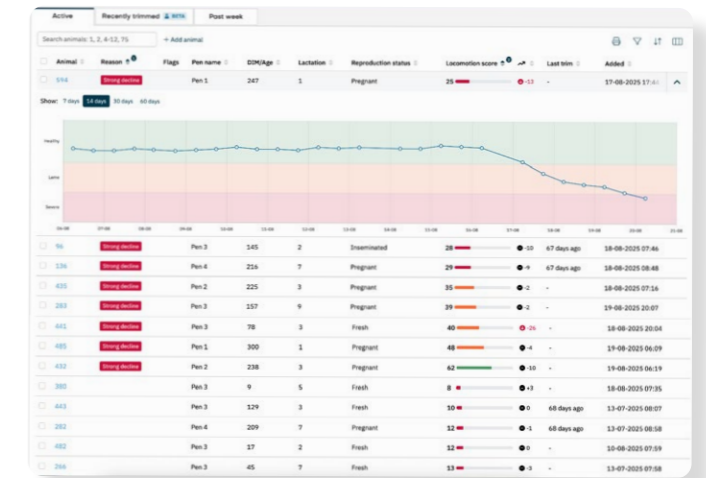 Active Recently trimmed BETA Post week
Search animals: 1, 2, 4-12, 75 + Add animal
Animal Reason Flags Pen name DIM/Age Lactation Reproduction status Locomotion score Last trim Added
594 Strong decline Pen 1 247 1 Pregnant 25 -13 - 17-08-2025 17:
Show: 7 days 14 days 30 days 60 days
Healthy
Lame
Severe
96 Strong decline Pen 3 145 2 Inseminated 28 -10 67 days ago 18-08-2025 07:46
136 Strong decline Pen 4 216 7 Pregnant 29 -9 67 days ago 18-08-2025 08:48
435 Strong decline Pen 2 225 3 Pregnant 35 -2 - 18-08-2025 07:16
283 Strong decline Pen 3 157 9 Pregnant 39 -2 - 19-08-2025 20:07
441 Strong decline Pen 3 78 3 Fresh 40 -26 - 18-08-2025 20:04
485 Strong decline Pen 1 300 1 Pregnant 48 -4 - 19-08-2025 06:09
432 Strong decline Pen 2 238 3 Pregnant 62 -10 - 19-08-2025 06:19
380 Pen 3 9 5 Fresh 8 +3 - 18-08-2025 07:35
443 Pen 3 129 3 Fresh 10 0 68 days ago 13-07-2025 08:07
282 Pen 4 209 7 Pregnant 12 -1 68 days ago 13-07-2025 08:58
482 Pen 3 17 2 Fresh 12 0 - 10-08-2025 07:59
266 Pen 3 45 7 Fresh 13 -3 - 13-07-2025 07:58